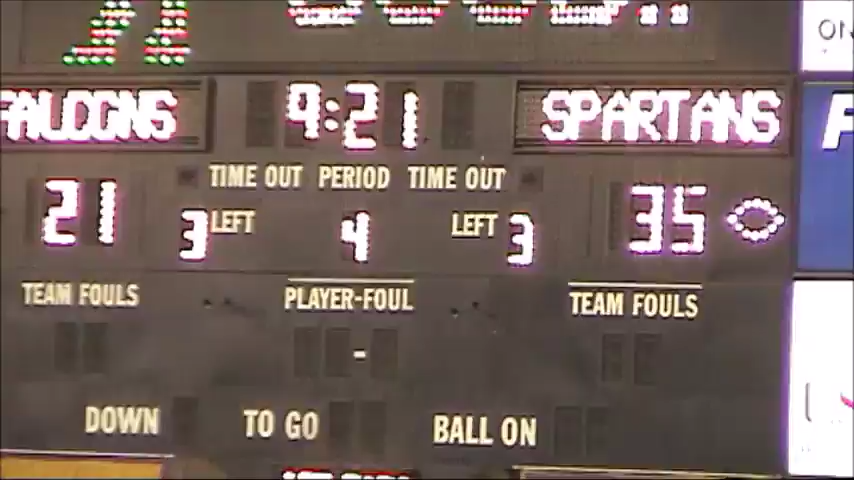 FALCONS 9:21 SPARTANS
TIME OUT PERIOD TIME OUT
21 3 LEFT 4 LEFT 3 35
TEAM FOULS PLAYER-FOUL TEAM FOULS
-
DOWN TO GO BALL ON